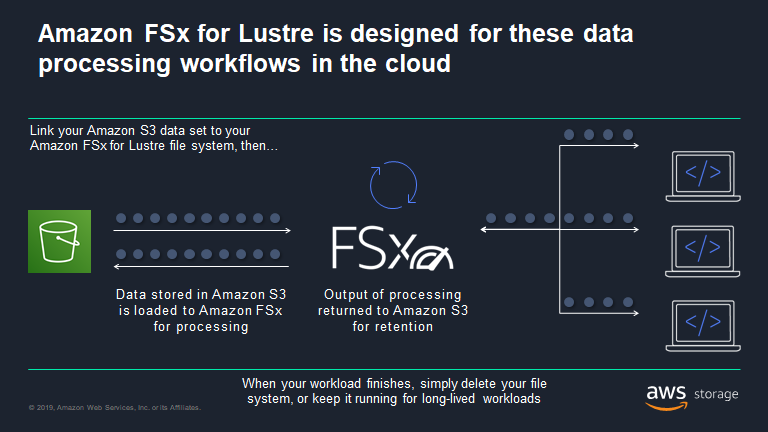 Amazon FSx for Lustre is designed for these data
processing workflows in the cloud
Link your Amazon S3 data set to your
Amazon FSx for Lustre file system, then…
</>
</>
</>
FSx
Data stored in Amazon S3
is loaded to Amazon FSx
for processing
Output of processing
returned to Amazon S3
for retention
When your workload finishes, simply delete your file
system, or keep it running for long-lived workloads
© 2019, Amazon Web Services, Inc. or its Affiliates.
aws storage